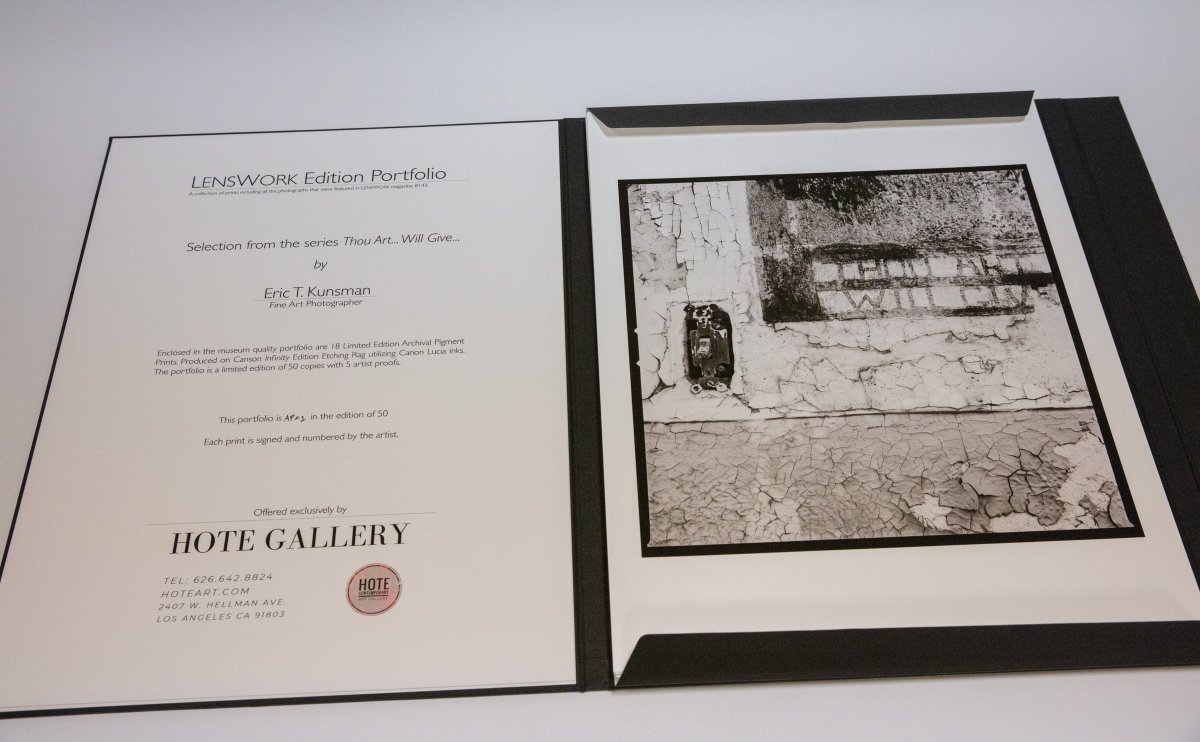 LENSWORK Edition Portfolio
A collection of prints including all the photographs that were featured in LENSWORK magazine #143.
Selection from the series Thou Art... Will Give...
by
Eric T. Kunsman
Fine Art Photographer
Enclosed in the museum quality portfolio are 18 Limited Edition Archival Pigment
Prints. Produced on Canson Infinity Edition Etching Rag utilizing Canon Lucia inks.
The portfolio is a limited edition of 50 copies with 5 artist proofs.
This portfolio is in the edition of 50
Each print is signed and numbered by the artist.
Offered exclusively by
HOTE GALLERY
TEL: 626.642.8824
HOTEART.COM
2407 W. HELLMAN AVE.
LOS ANGELES CA 91803
HOTE
CONTEMPORARY
ART GALLERY
THOU ART
WILL GIV